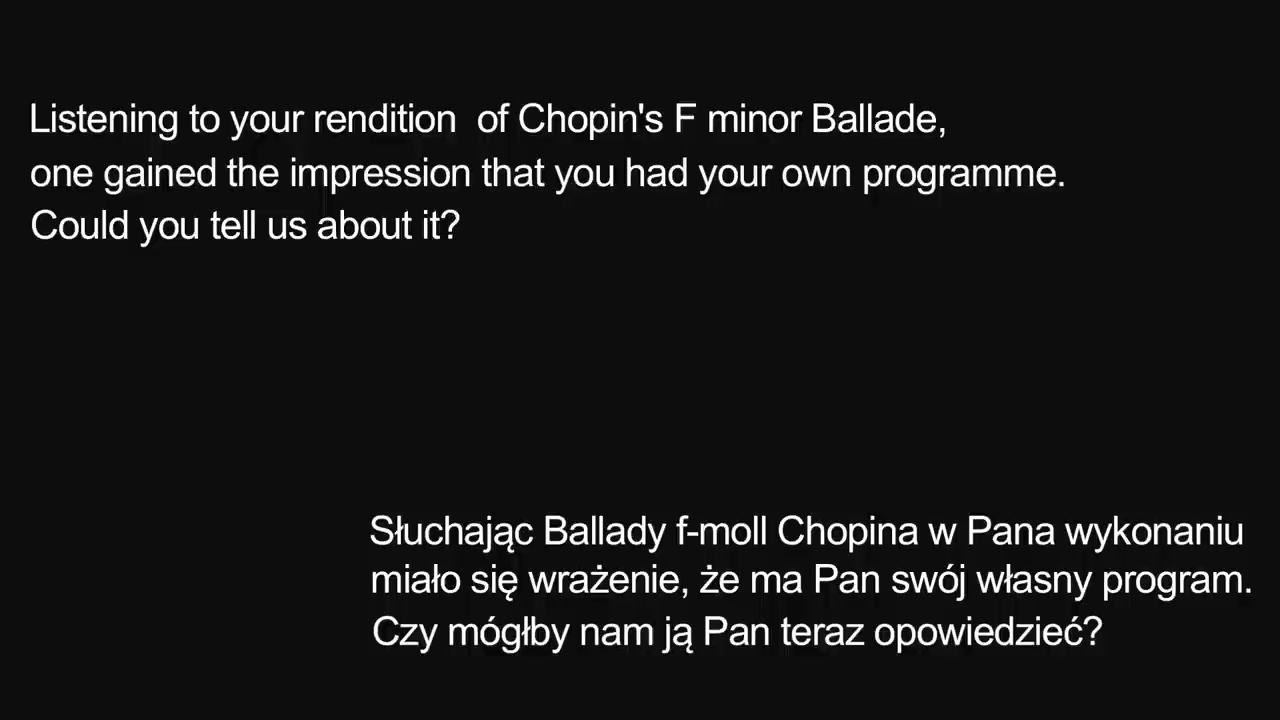 Listening to your rendition of Chopin's F minor Ballade,
one gained the impression that you had your own programme.
Could you tell us about it?
Słuchając Ballady f-moll Chopina w Pana wykonaniu
miało się wrażenie, że ma Pan swój własny program.
Czy mógłby nam ją Pan teraz opowiedzieć?